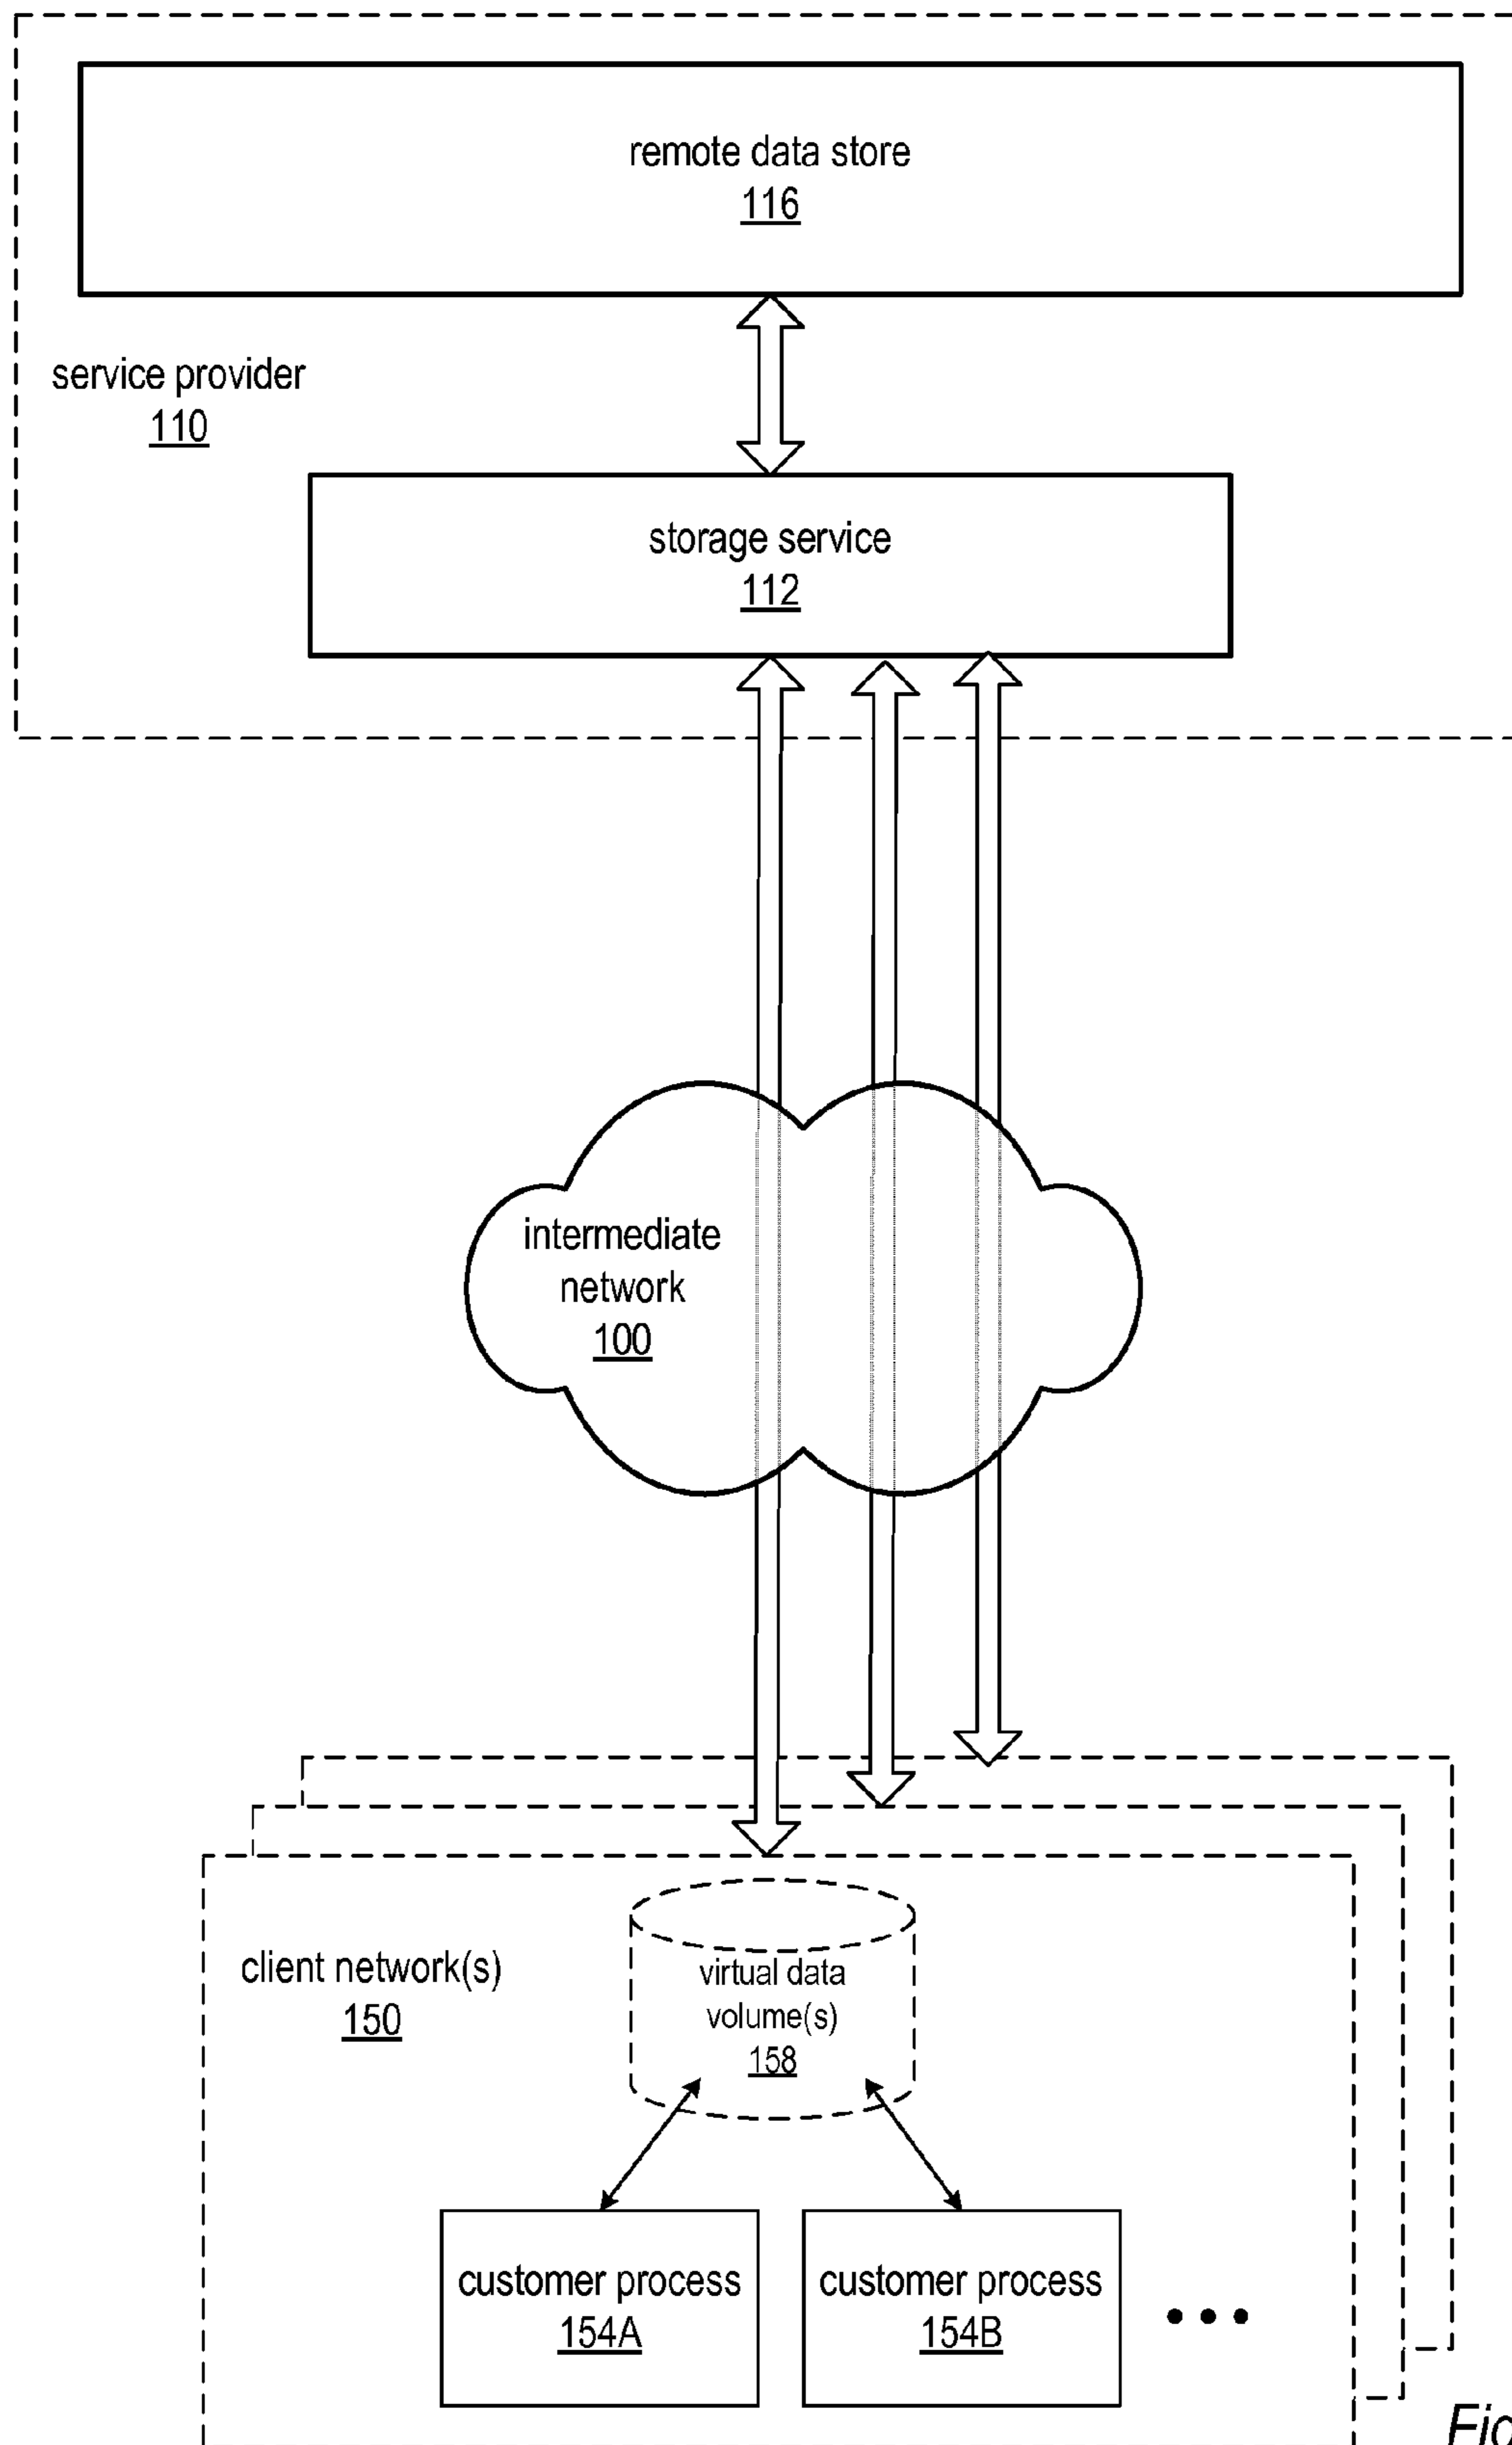 remote data store
116
service provider
110
storage service
112
intermediate
network
100
client network(s)
150
virtual data
volume(s)
158
customer process
154A
customer process
154B